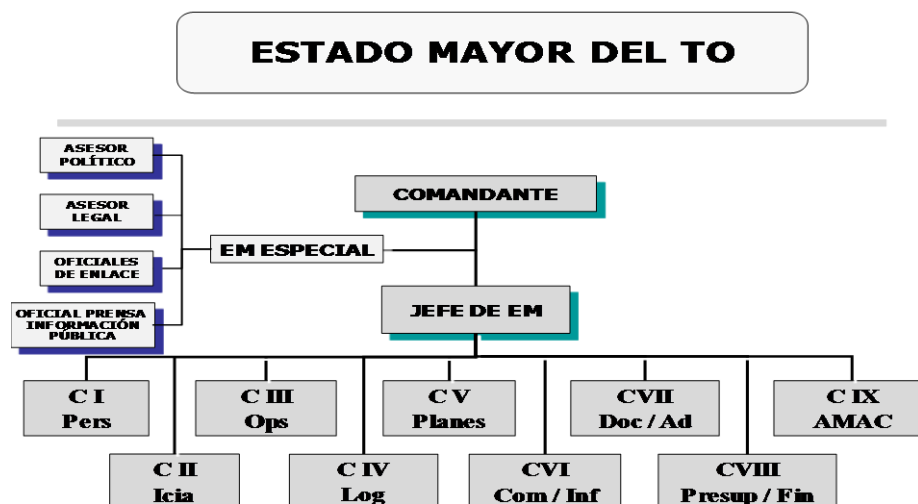 ESTADO MAYOR DEL TO
ASESOR
POLÍTICO
ASESOR
LEGAL
OFICIALES
DE ENLACE
OFICIAL PRENSA
INFORMACIÓN
PÚBLICA
EM ESPECIAL
COMANDANTE
JEFE DE EM
C I
Pers
C III
Ops
C V
Planes
CVII
Doc / Ad
C IX
AMAC
C II
Icia
C IV
Log
CVI
Com / Inf
CVIII
Presup / Fin